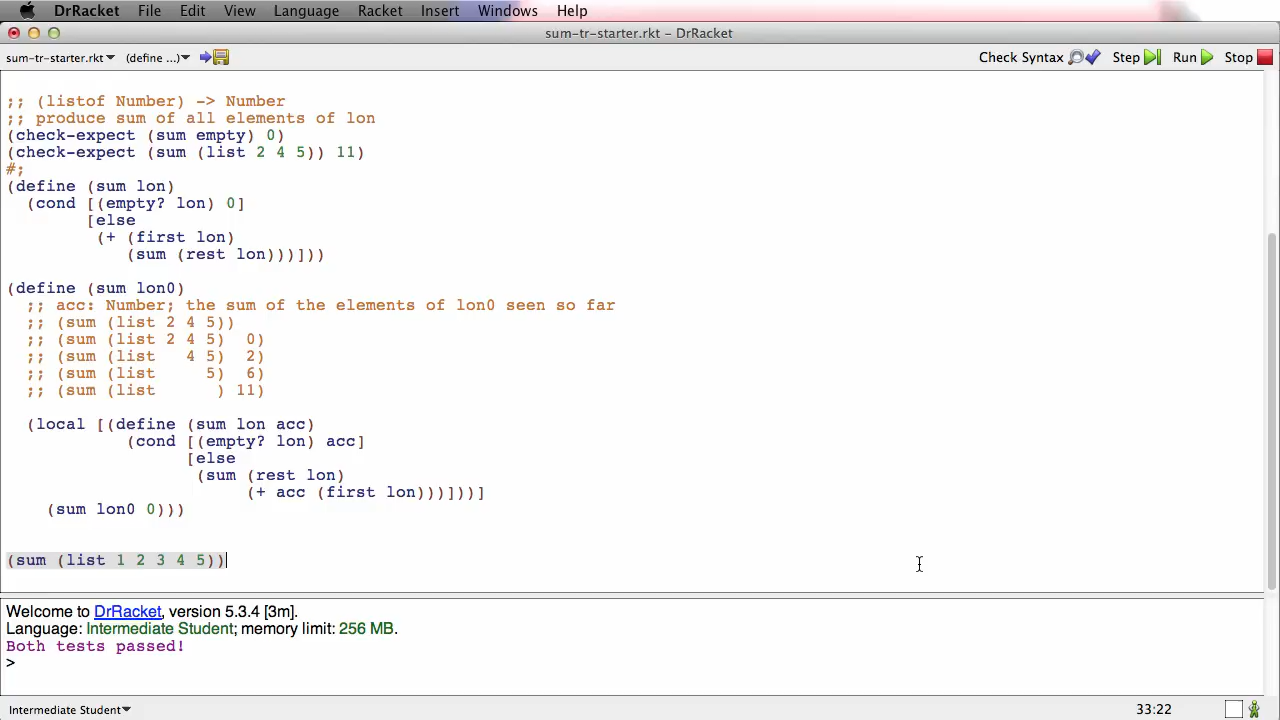 DrRacket File Edit View Language Racket Insert Windows Help
sum-tr-starter.rkt - DrRacket
sum-tr-starter.rkt (define ...) Check Syntax Step Run Stop
;; (listof Number) -> Number
;; produce sum of all elements of lon
(check-expect (sum empty) 0)
(check-expect (sum (list 2 4 5)) 11)
#;
(define (sum lon)
  (cond [(empty? lon) 0]
        [else
         (+ (first lon)
            (sum (rest lon)))]))
(define (sum lon0)
  ;; acc: Number; the sum of the elements of lon0 seen so far
  ;; (sum (list 2 4 5))
  ;; (sum (list 2 4 5)  0)
  ;; (sum (list   4 5)  2)
  ;; (sum (list     5)  6)
  ;; (sum (list      ) 11)
  (local [(define (sum lon acc)
            (cond [(empty? lon) acc]
                  [else
                   (sum (rest lon)
                        (+ acc (first lon)))]))]
    (sum lon0 0)))
(sum (list 1 2 3 4 5))
Welcome to DrRacket, version 5.3.4 [3m].
Language: Intermediate Student; memory limit: 256 MB.
Both tests passed!
>
Intermediate Student 33:22